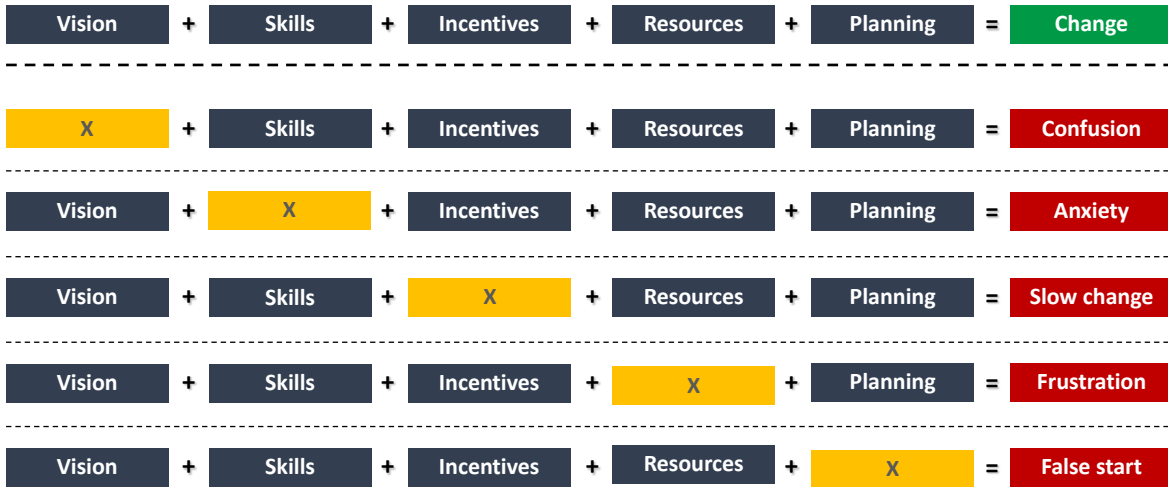 Vision + Skills + Incentives + Resources + Planning = Change
X + Skills + Incentives + Resources + Planning = Confusion
Vision + X + Incentives + Resources + Planning = Anxiety
Vision + Skills + X + Resources + Planning = Slow change
Vision + Skills + Incentives + X + Planning = Frustration
Vision + Skills + Incentives + Resources + X = False start